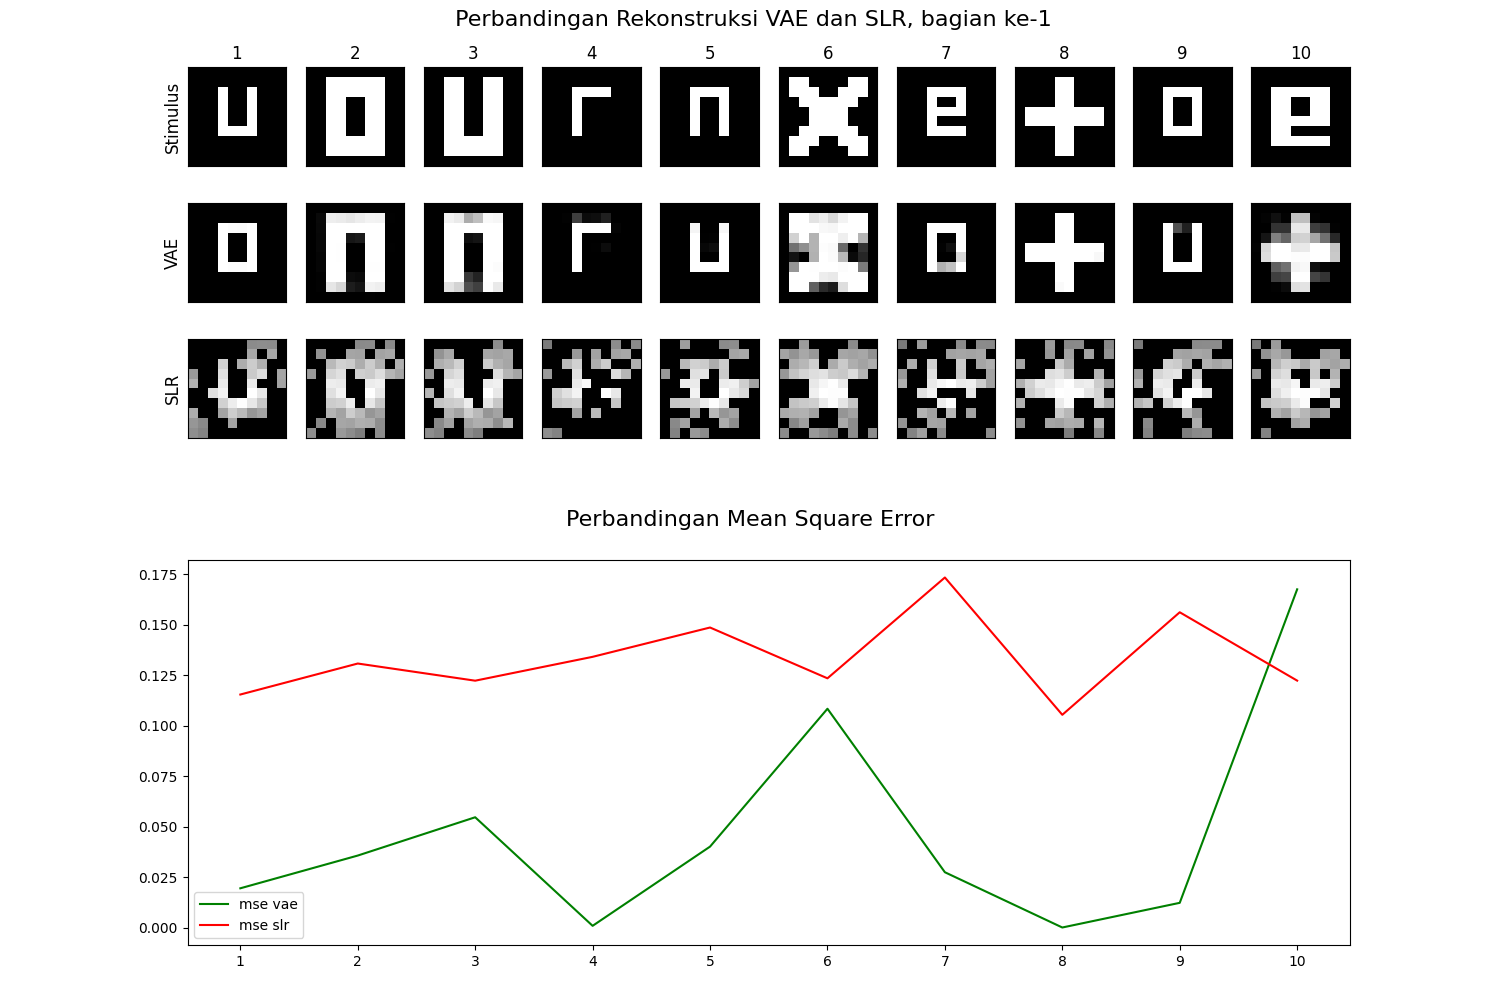 Perbandingan Rekonstruksi VAE dan SLR, bagian ke-1
1 2 3 4 5 6 7 8 9 10
Stimulus
VAE
SLR
Perbandingan Mean Square Error
0.175
0.150
0.125
0.100
0.075
0.050
0.025
0.000
mse vae
mse slr
1 2 3 4 5 6 7 8 9 10